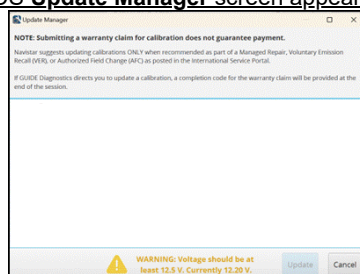 Update Manager screen appear
Update Manager
NOTE: Submitting a warranty claim for calibration does not guarantee payment.
Navistar suggests updating calibrations ONLY when recommended as part of a Managed Repair, Voluntary Emission
Recall (VER), or Authorized Field Change (AFC) as posted in the International Service Portal.
If GUIDE Diagnostics directs you to update a calibration, a completion code for the warranty claim will be provided at the
end of the session.
WARNING: Voltage should be at
least 12.5 V. Currently 12.20 V.
Update
Cancel